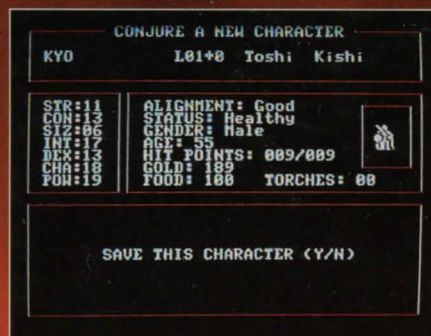 CONJURE A NEW CHARACTER
KYO L01+0 Toshi Kishi
STR:11
CON:13
SIZ:06
INT:17
DEX:13
CHA:18
POW:19
ALIGNMENT: Good
STATUS: Healthy
GENDER: Male
AGE: 55
HIT POINTS: 009/009
GOLD: 189
FOOD: 100 TORCHES: 00
SAVE THIS CHARACTER (Y/N)